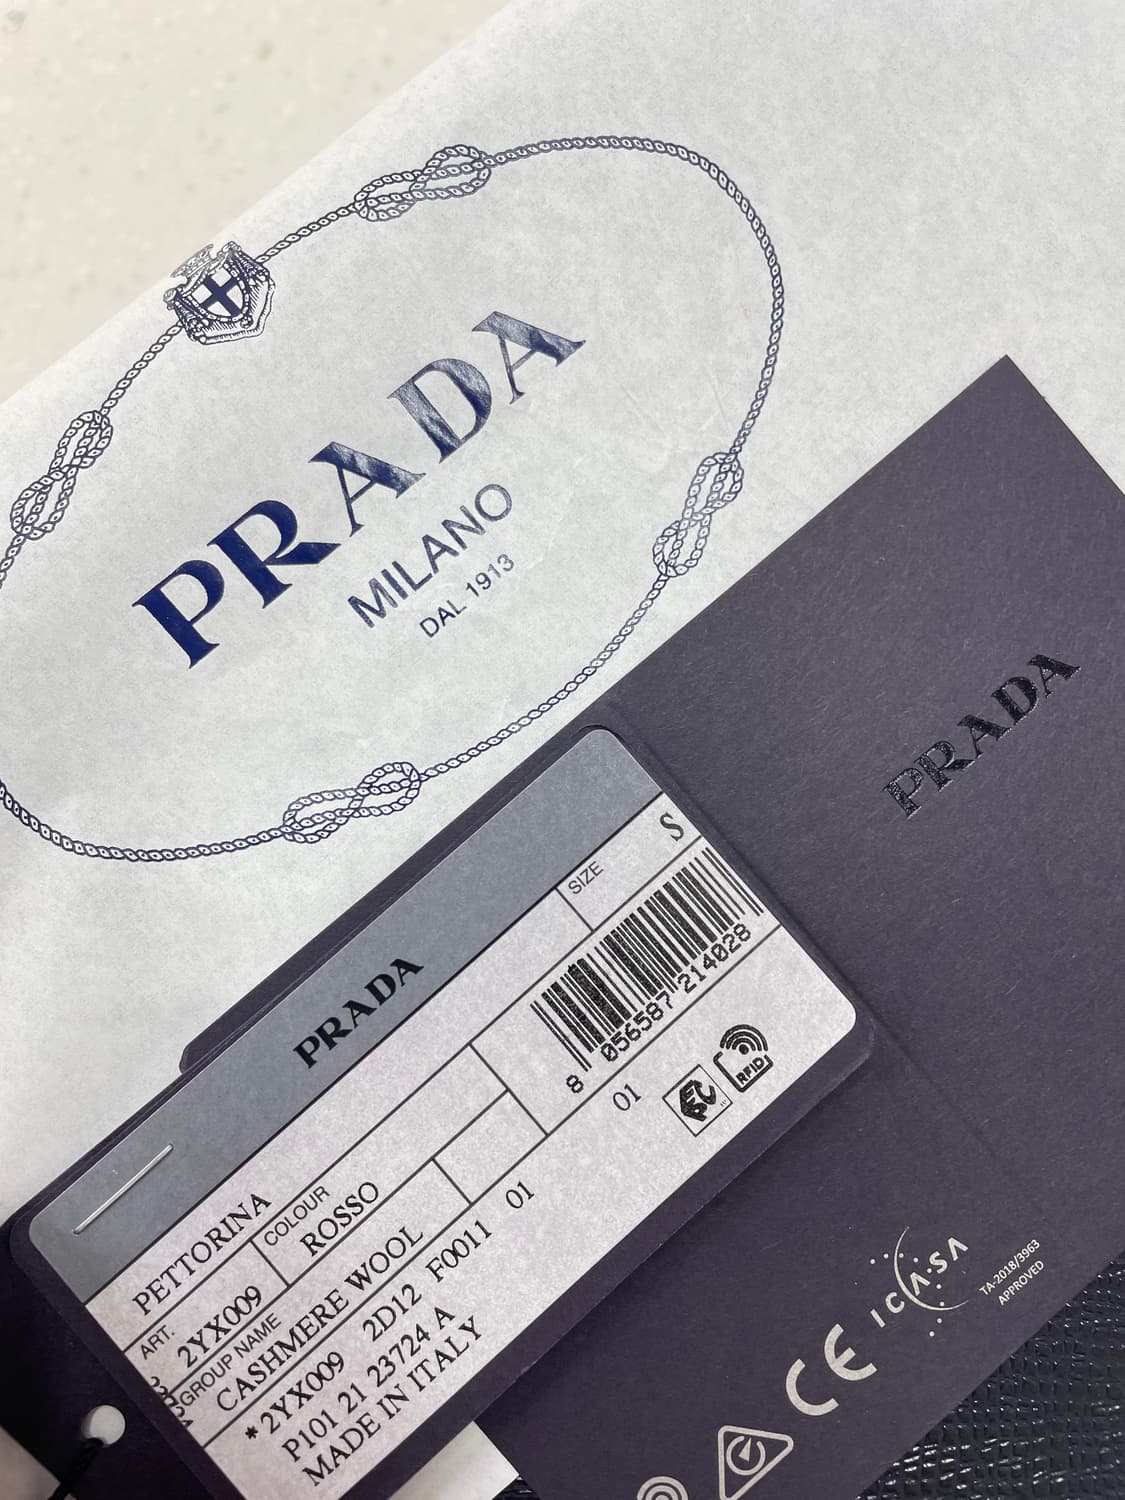 PRADA
MILANO
DAL 1913
PRADA
PRADA
PETTORINA
SIZE
S
ART.
2YX009
COLOUR
ROSSO
8 056587 214028
GROUP NAME
CASHMERE WOOL
01
RFID
*2YX009 2D12 F0011 01
P101 21 23724 A
MADE IN ITALY
ICASA
TA-2018/3963
APPROVED
CE